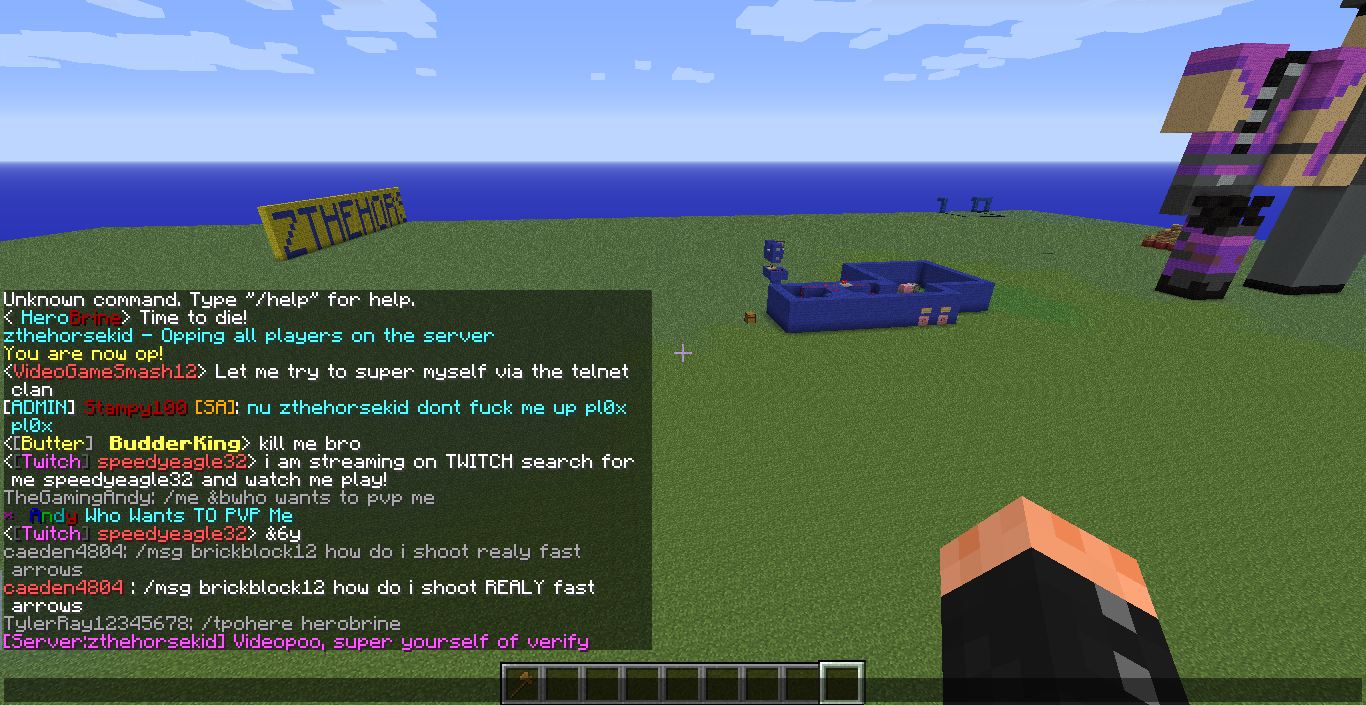 ZTHEHORS
Unknown command. Type "/help" for help.
< HeroBrine> Time to die!
zthehorsekid - Opping all players on the server
You are now op!
<VideoGameSmash12> Let me try to super myself via the telnet
clan
[ADMIN] Stampy100 [SA]: nu zthehorsekid dont fuck me up pl0x
pl0x
<[Butter] BudderKing> kill me bro
<[Twitch] speedyeagle32> i am streaming on TWITCH search for
me speedyeagle32 and watch me play!
TheGamingAndy: /me &bwho wants to pvp me
* Andy Who Wants TO PVP Me
<[Twitch] speedyeagle32> &6y
caeden4804: /msg brickblock12 how do i shoot realy fast
arrows
caeden4804 : /msg brickblock12 how do i shoot REALY fast
arrows
TylerRay12345678: /tpohere herobrine
[Server:zthehorsekid] Videopoo, super yourself of verify